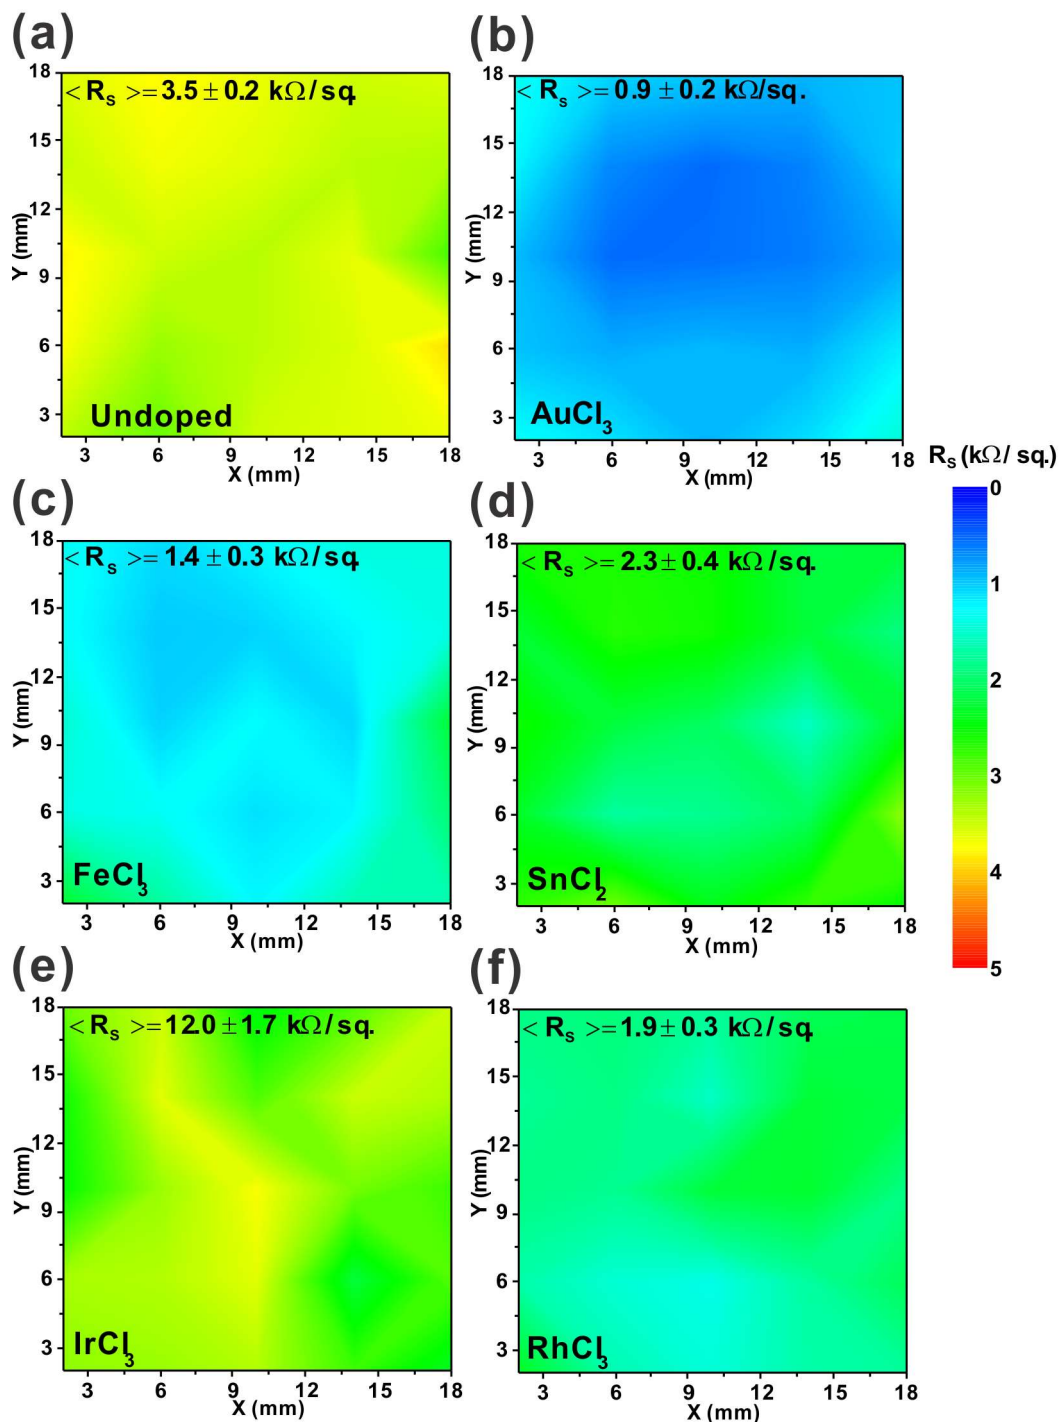 (a)
(b)
< Rs >= 3.5 ± 0.2 kΩ/sq.
< Rs >= 0.9 ± 0.2 kΩ/sq.
18
15
12
9
6
3
Y (mm)
Undoped
3 6 9 12 15 18
X (mm)
18
15
12
9
6
3
Y (mm)
AuCl3
3 6 9 12 15 18
X (mm)
Rs (kΩ/ sq.)
0
1
2
3
4
5
(c)
(d)
< Rs >= 1.4 ± 0.3 kΩ/sq.
< Rs >= 2.3 ± 0.4 kΩ/sq.
18
15
12
9
6
3
Y (mm)
FeCl3
3 6 9 12 15 18
X (mm)
18
15
12
9
6
3
Y (mm)
SnCl2
3 6 9 12 15 18
X (mm)
(e)
(f)
< Rs >= 12.0 ± 1.7 kΩ/sq.
< Rs >= 1.9 ± 0.3 kΩ/sq.
18
15
12
9
6
3
Y (mm)
IrCl3
3 6 9 12 15 18
X (mm)
18
15
12
9
6
3
Y (mm)
RhCl3
3 6 9 12 15 18
X (mm)